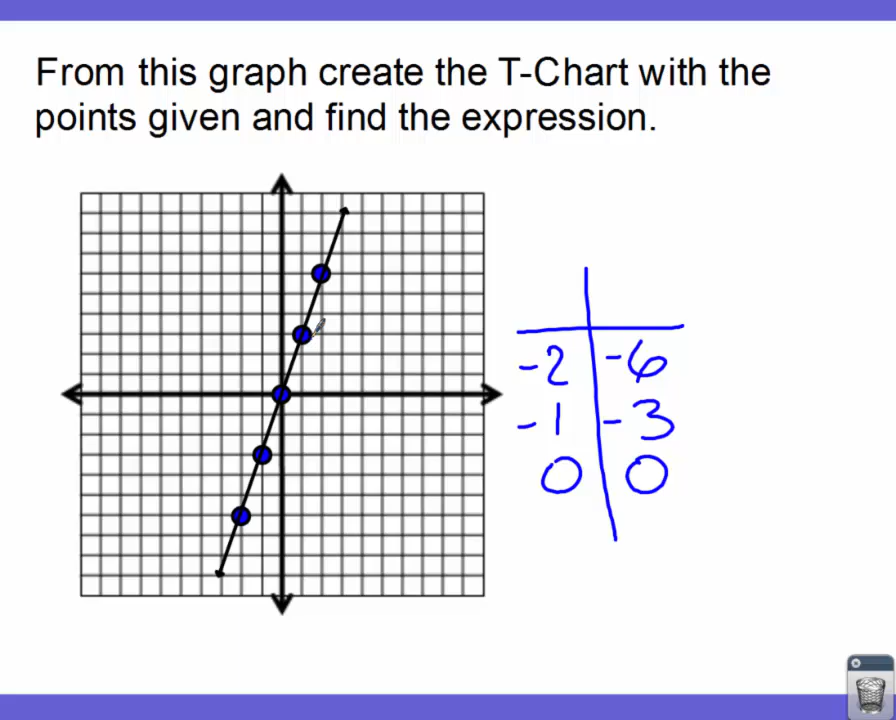 From this graph create the T-Chart with the
points given and find the expression.
-2 -6
-1 -3
0 0